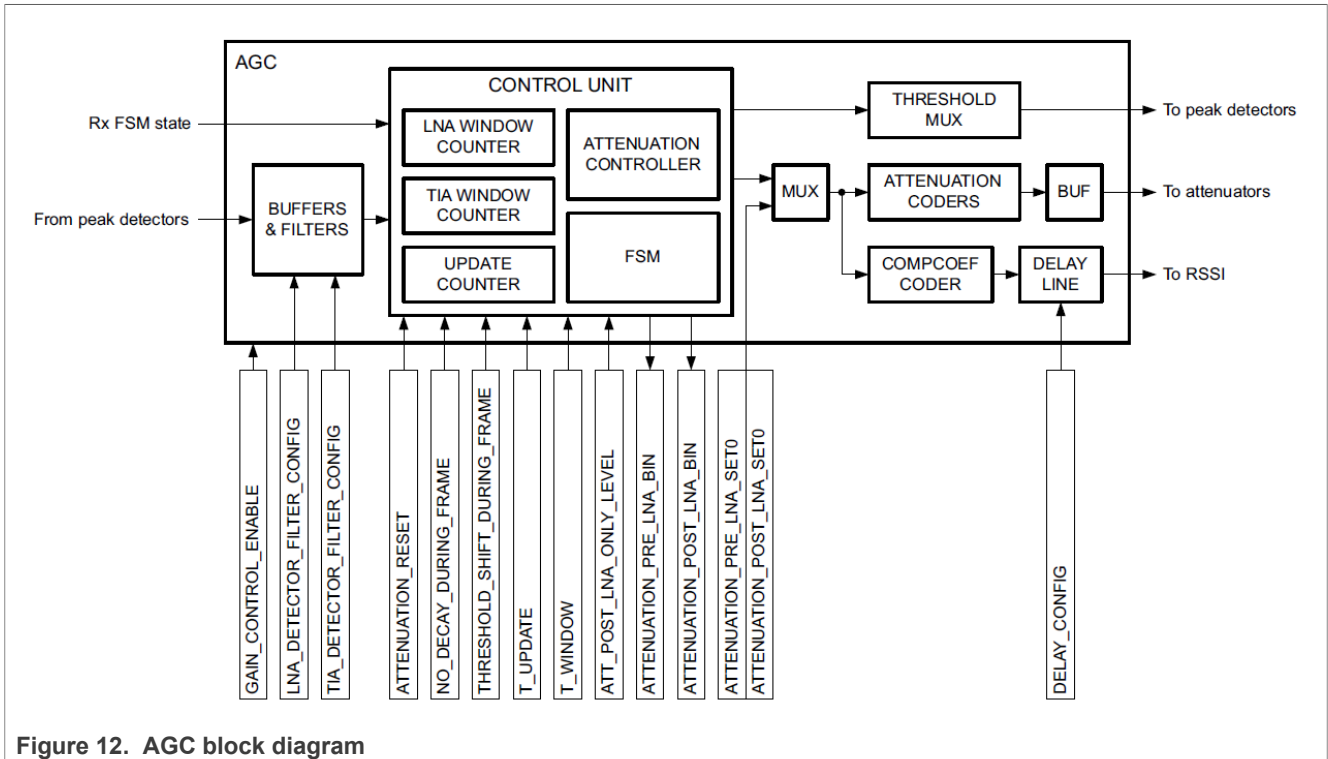 AGC
CONTROL UNIT
Rx FSM state
LNA WINDOW
COUNTER
ATTENUATION
CONTROLLER
THRESHOLD
MUX
To peak detectors
From peak detectors
BUFFERS
& FILTERS
TIA WINDOW
COUNTER
MUX
ATTENUATION
CODERS
BUF
To attenuators
UPDATE
COUNTER
FSM
COMPCOEF
CODER
DELAY
LINE
To RSSI
GAIN_CONTROL_ENABLE
LNA_DETECTOR_FILTER_CONFIG
TIA_DETECTOR_FILTER_CONFIG
ATTENUATION_RESET
NO_DECAY_DURING_FRAME
THRESHOLD_SHIFT_DURING_FRAME
T_UPDATE
T_WINDOW
ATT_POST_LNA_ONLY_LEVEL
ATTENUATION_PRE_LNA_BIN
ATTENUATION_POST_LNA_BIN
ATTENUATION_PRE_LNA_SET0
ATTENUATION_POST_LNA_SET0
DELAY_CONFIG
Figure 12. AGC block diagram